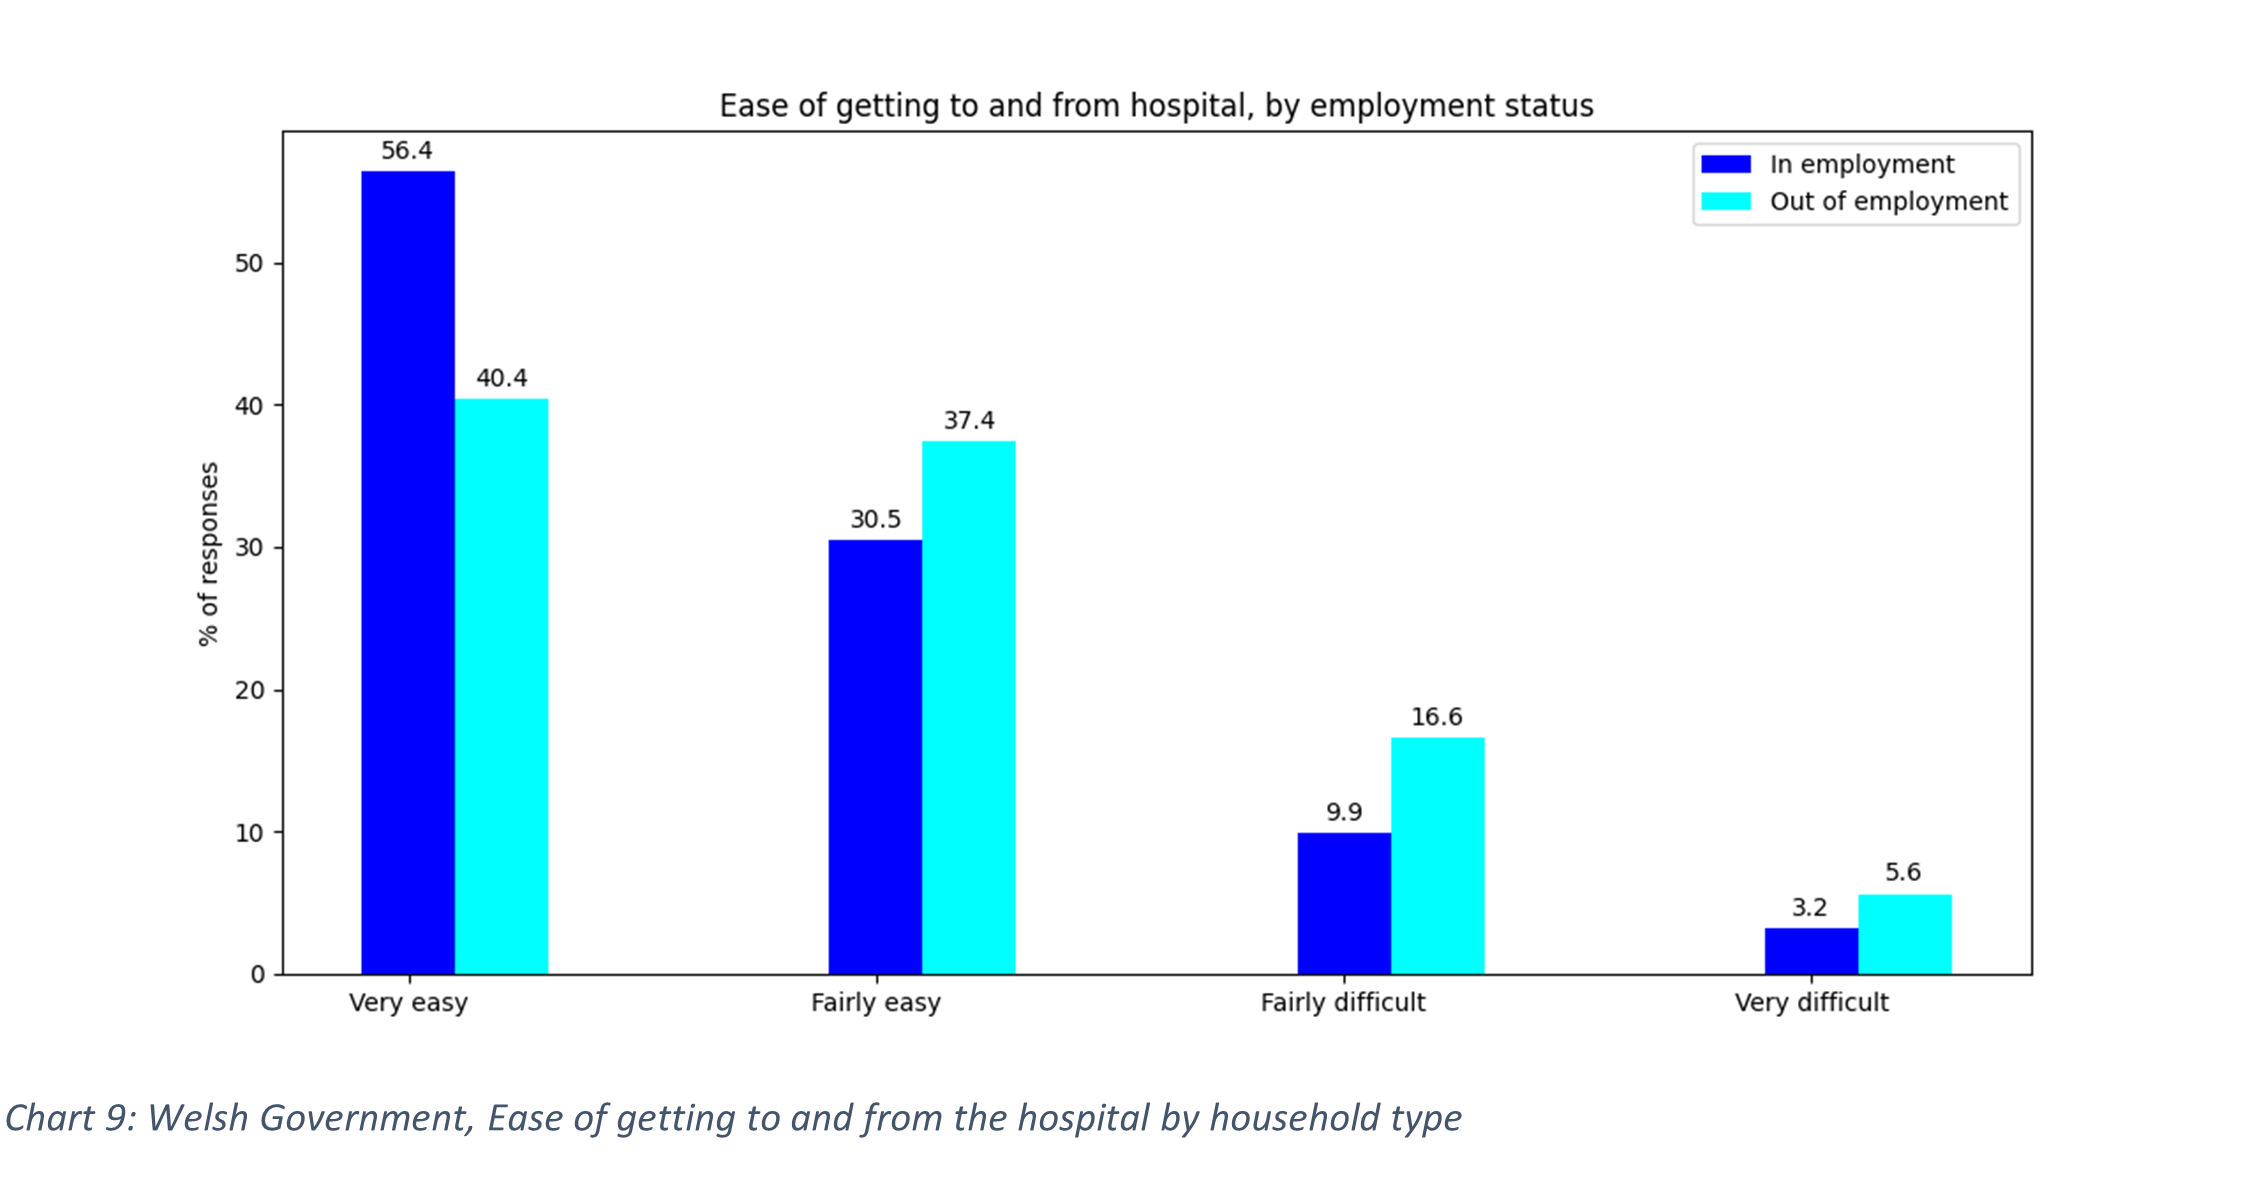 Ease of getting to and from hospital, by employment status
In employment
Out of employment
56.4
40.4
37.4
30.5
16.6
9.9
5.6
3.2
% of responses
50
40
30
20
10
0
Very easy
Fairly easy
Fairly difficult
Very difficult
Chart 9: Welsh Government, Ease of getting to and from the hospital by household type